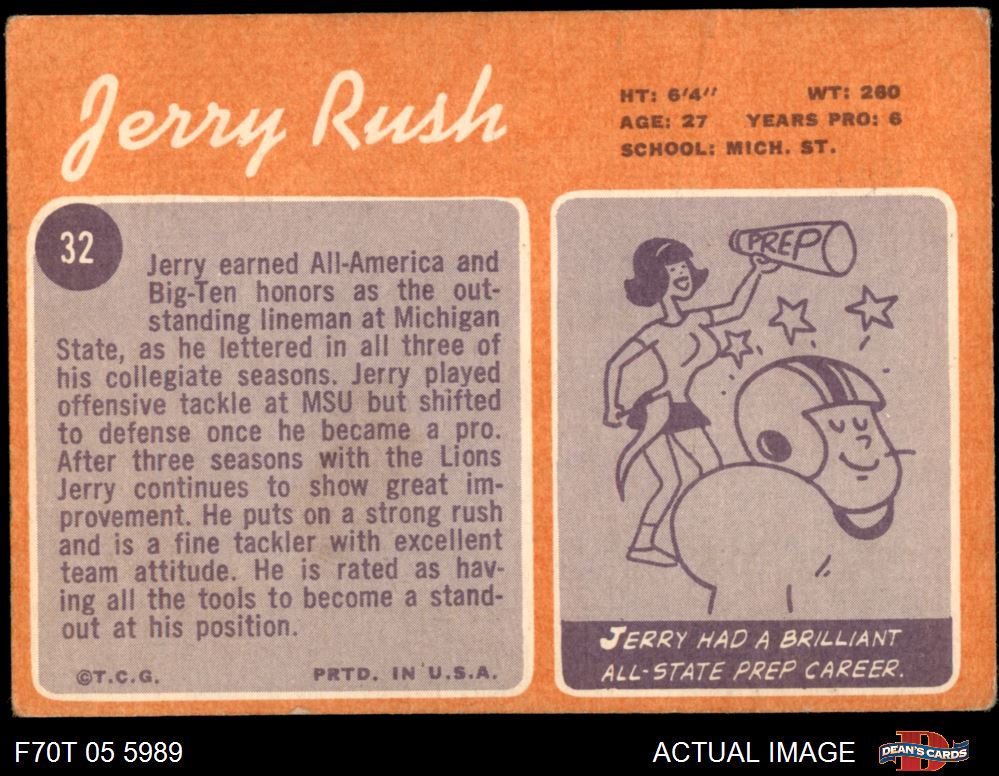 Jerry Rush
HT: 6'4" WT: 260
AGE: 27 YEARS PRO: 6
SCHOOL: MICH. ST.
32
Jerry earned All-America and
Big-Ten honors as the out-
standing lineman at Michigan
State, as he lettered in all three of
his collegiate seasons. Jerry played
offensive tackle at MSU but shifted
to defense once he became a pro.
After three seasons with the Lions
Jerry continues to show great im-
provement. He puts on a strong rush
and is a fine tackler with excellent
team attitude. He is rated as hav-
ing all the tools to become a stand-
out at his position.
©T.C.G. PRTD. IN U.S.A.
PREP
JERRY HAD A BRILLIANT
ALL-STATE PREP CAREER.
F70T 05 5989 ACTUAL IMAGE
D
DEAN'S CARDS